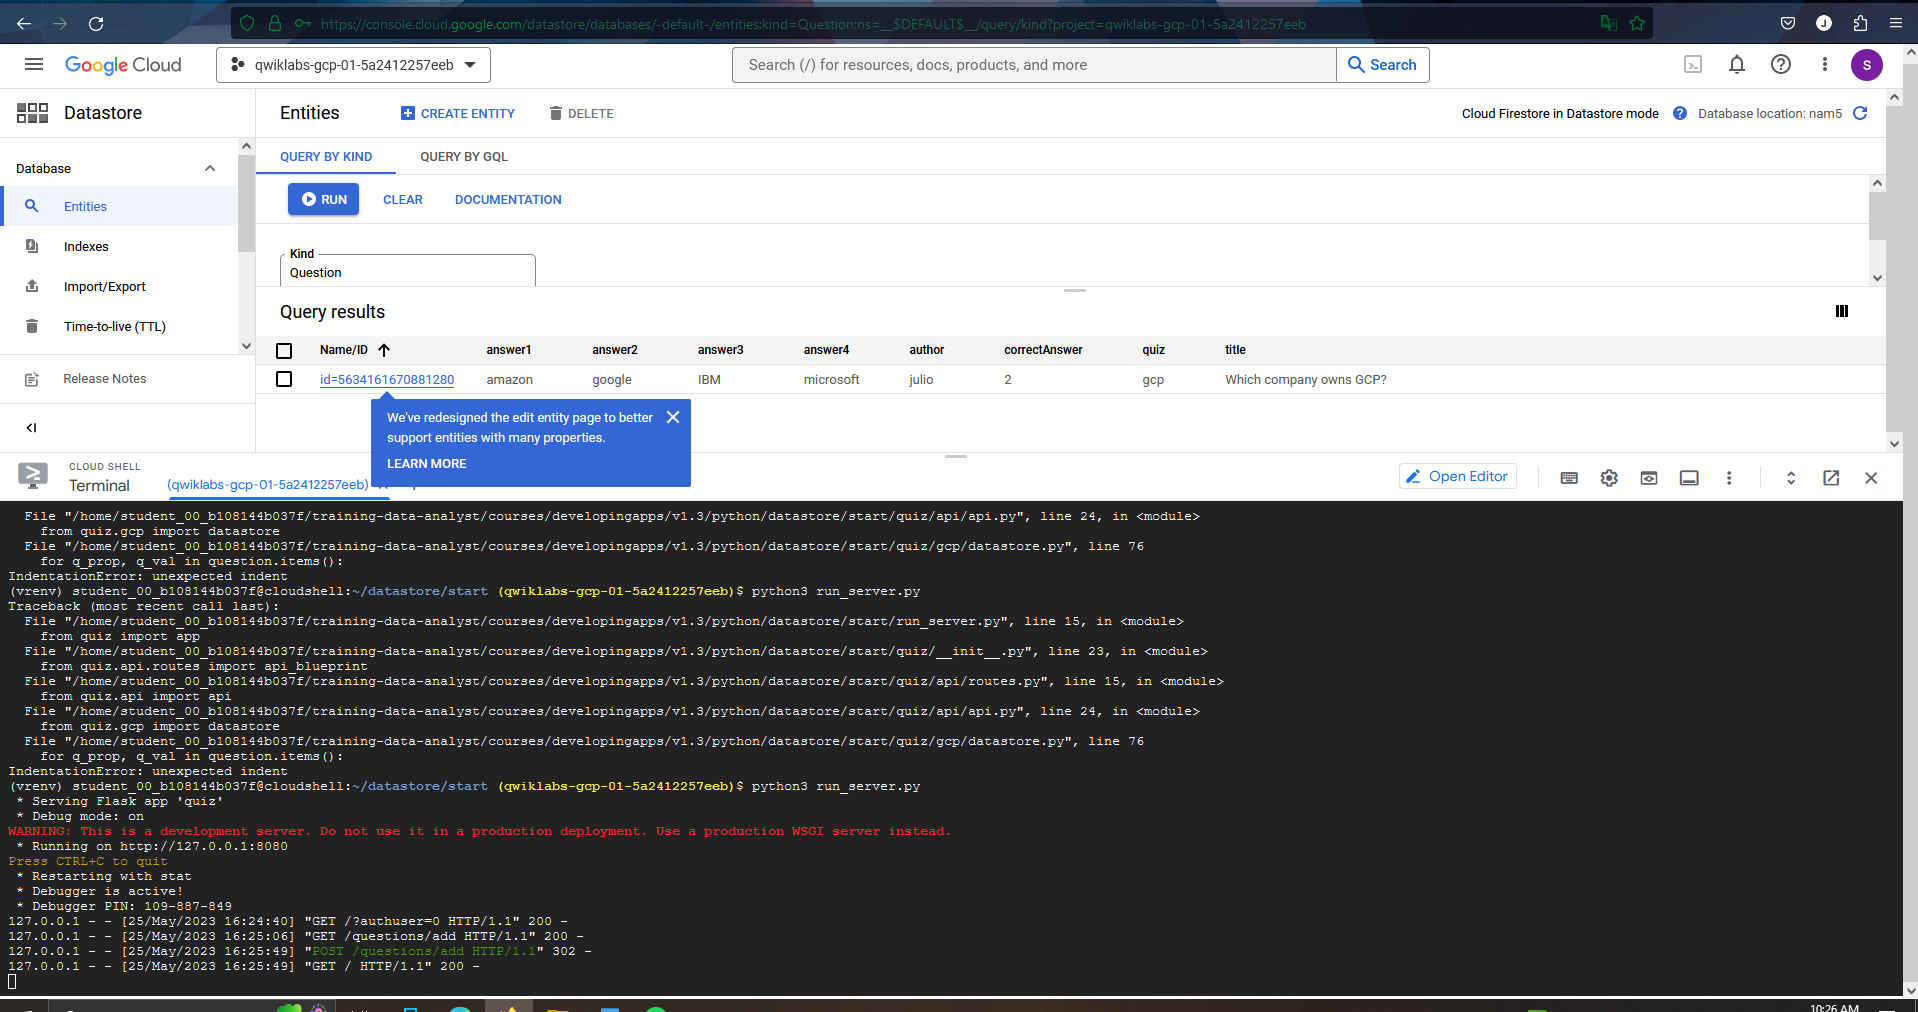 https://console.cloud.google.com/datastore/databases/-default-/entities;kind=Question;ns=__$DEFAULT$__/query/kind?project=qwiklabs-gcp-01-5a2412257eeb
J
Google Cloud
qwiklabs-gcp-01-5a2412257eeb
Search (/) for resources, docs, products, and more
Search
S
Datastore
Entities
CREATE ENTITY
DELETE
Cloud Firestore in Datastore mode
Database location: nam5
Database
Entities
Indexes
Import/Export
Time-to-live (TTL)
Release Notes
QUERY BY KIND
QUERY BY GQL
RUN
CLEAR
DOCUMENTATION
Kind
Question
Query results
Name/ID answer1 answer2 answer3 answer4 author correctAnswer quiz title
id=5634161670881280 amazon google IBM microsoft julio 2 gcp Which company owns GCP?
We've redesigned the edit entity page to better
support entities with many properties.
LEARN MORE
CLOUD SHELL
Terminal
(qwiklabs-gcp-01-5a2412257eeb)
Open Editor
File "/home/student_00_b108144b037f/training-data-analyst/courses/developingapps/v1.3/python/datastore/start/quiz/api/api.py", line 24, in <module>
from quiz.gcp import datastore
File "/home/student_00_b108144b037f/training-data-analyst/courses/developingapps/v1.3/python/datastore/start/quiz/gcp/datastore.py", line 76
for q_prop, q_val in question.items():
IndentationError: unexpected indent
(vrenv) student_00_b108144b037f@cloudshell:~/datastore/start (qwiklabs-gcp-01-5a2412257eeb)$ python3 run_server.py
Traceback (most recent call last):
File "/home/student_00_b108144b037f/training-data-analyst/courses/developingapps/v1.3/python/datastore/start/run_server.py", line 15, in <module>
from quiz import app
File "/home/student_00_b108144b037f/training-data-analyst/courses/developingapps/v1.3/python/datastore/start/quiz/__init__.py", line 23, in <module>
from quiz.api.routes import api_blueprint
File "/home/student_00_b108144b037f/training-data-analyst/courses/developingapps/v1.3/python/datastore/start/quiz/api/routes.py", line 15, in <module>
from quiz.api import api
File "/home/student_00_b108144b037f/training-data-analyst/courses/developingapps/v1.3/python/datastore/start/quiz/api/api.py", line 24, in <module>
from quiz.gcp import datastore
File "/home/student_00_b108144b037f/training-data-analyst/courses/developingapps/v1.3/python/datastore/start/quiz/gcp/datastore.py", line 76
for q_prop, q_val in question.items():
IndentationError: unexpected indent
(vrenv) student_00_b108144b037f@cloudshell:~/datastore/start (qwiklabs-gcp-01-5a2412257eeb)$ python3 run_server.py
* Serving Flask app 'quiz'
* Debug mode: on
WARNING: This is a development server. Do not use it in a production deployment. Use a production WSGI server instead.
* Running on http://127.0.0.1:8080
Press CTRL+C to quit
* Restarting with stat
* Debugger is active!
* Debugger PIN: 109-887-849
127.0.0.1 - - [25/May/2023 16:24:40] "GET /?authuser=0 HTTP/1.1" 200 -
127.0.0.1 - - [25/May/2023 16:25:06] "GET /questions/add HTTP/1.1" 200 -
127.0.0.1 - - [25/May/2023 16:25:49] "POST /questions/add HTTP/1.1" 302 -
127.0.0.1 - - [25/May/2023 16:25:49] "GET / HTTP/1.1" 200 -
10:26 AM